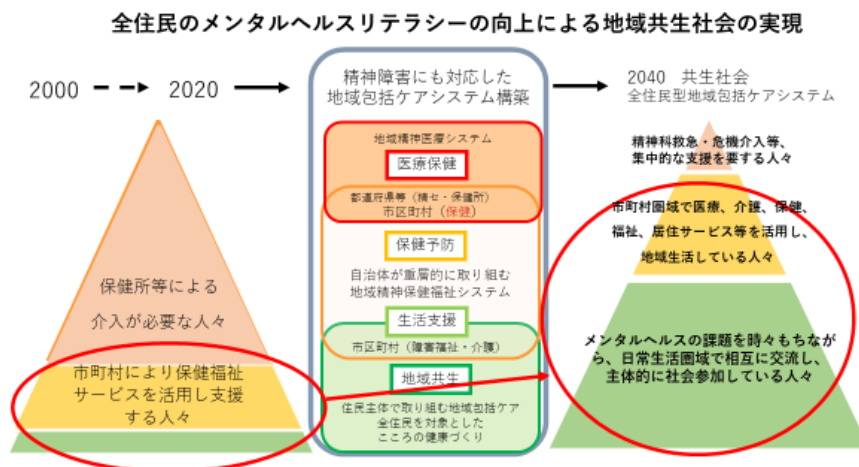 全住民のメンタルヘルスリテラシーの向上による地域共生社会の実現
2000
2020
保健所等による
介入が必要な人々
市町村により保健福祉
サービスを活用し支援
する人々
精神障害にも対応した
地域包括ケアシステム構築
地域精神医療システム
医療保健
都道府県等（精セ・保健所）
市区町村（保健）
保健予防
自治体が重層的に取り組む
地域精神保健福祉システム
生活支援
市区町村（障害福祉・介護）
地域共生
住民主体で取り組む地域包括ケア
全住民を対象とした
こころの健康づくり
2040 共生社会
全住民型地域包括ケアシステム
精神科救急・危機介入等、
集中的な支援を要する人々
市町村圏域で医療、介護、保健、
福祉、居住サービス等を活用し、
地域生活している人々
メンタルヘルスの課題を時々もちなが
ら、日常生活圏域で相互に交流し、
主体的に社会参加している人々